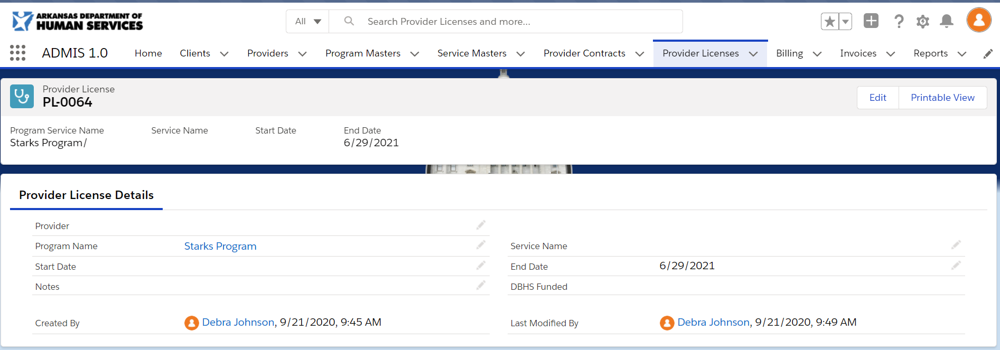 ARKANSAS DEPARTMENT OF
HUMAN SERVICES
All
Search Provider Licenses and more...
ADMIS 1.0 Home Clients Providers Program Masters Service Masters Provider Contracts Provider Licenses Billing Invoices Reports
Provider License
PL-0064
Edit Printable View
Program Service Name Service Name Start Date End Date
Starks Program/ 6/29/2021
Provider License Details
Provider
Program Name Starks Program Service Name
Start Date End Date 6/29/2021
Notes DBHS Funded
Created By Debra Johnson, 9/21/2020, 9:45 AM Last Modified By Debra Johnson, 9/21/2020, 9:49 AM